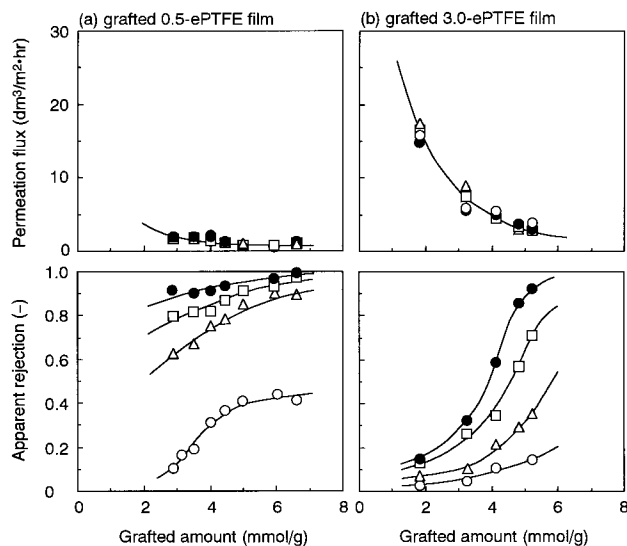 (a) grafted 0.5-ePTFE film
(b) grafted 3.0-ePTFE film
Permeation flux (dm³/m²•hr)
30
20
10
0
Apparent rejection (–)
1.0
0.8
0.6
0.4
0.2
0
0 2 4 6 8
0 2 4 6 8
Grafted amount (mmol/g)
Grafted amount (mmol/g)